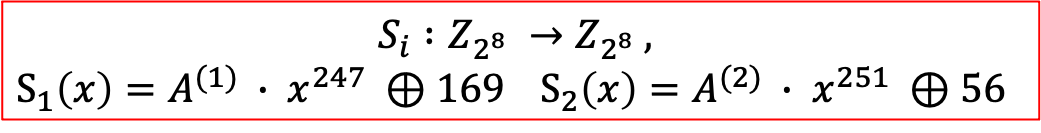 𝑆ᵢ : 𝑍₂⁸ → 𝑍₂⁸ ,
S₁(𝑥) = 𝐴⁽¹⁾ · 𝑥²⁴⁷ ⊕ 169 S₂(𝑥) = 𝐴⁽²⁾ · 𝑥²⁵¹ ⊕ 56